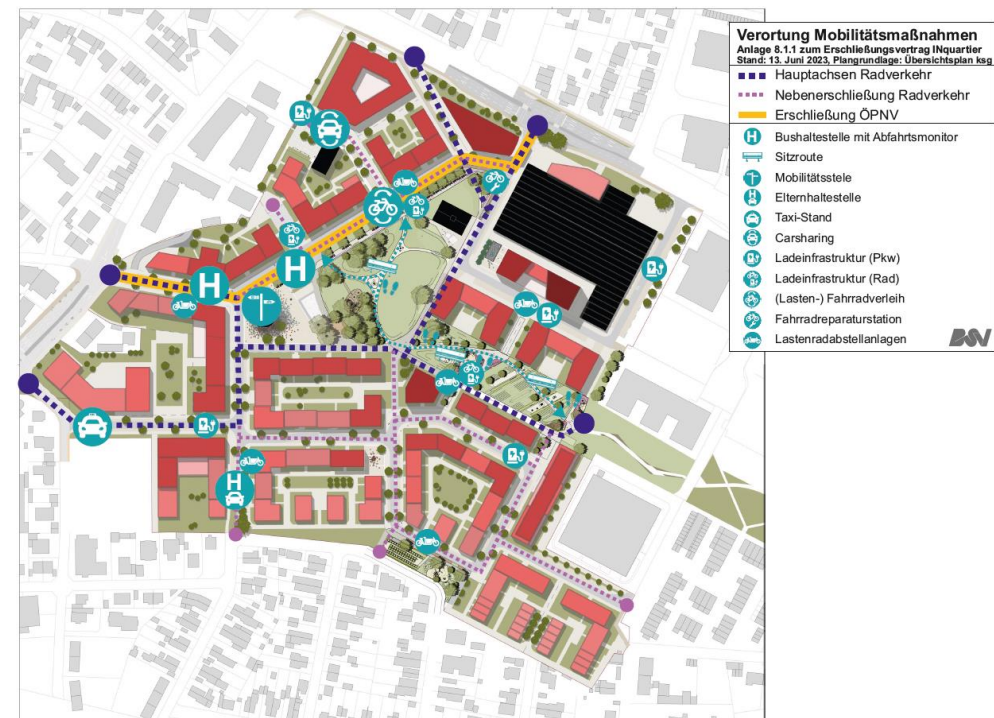 Verortung Mobilitätsmaßnahmen
Anlage 8.1.1 zum Erschließungsvertrag INquartier
Stand: 13. Juni 2023, Plangrundlage: Übersichtsplan ksg
Hauptachsen Radverkehr
Nebenerschließung Radverkehr
Erschließung ÖPNV
H Bushaltestelle mit Abfahrtsmonitor
Sitzroute
Mobilitätsstele
H Elternhaltestelle
Taxi-Stand
Carsharing
Ladeinfrastruktur (Pkw)
Ladeinfrastruktur (Rad)
(Lasten-) Fahrradverleih
Fahrradreparaturstation
Lastenradabstellanlagen
BSV
H
H
H